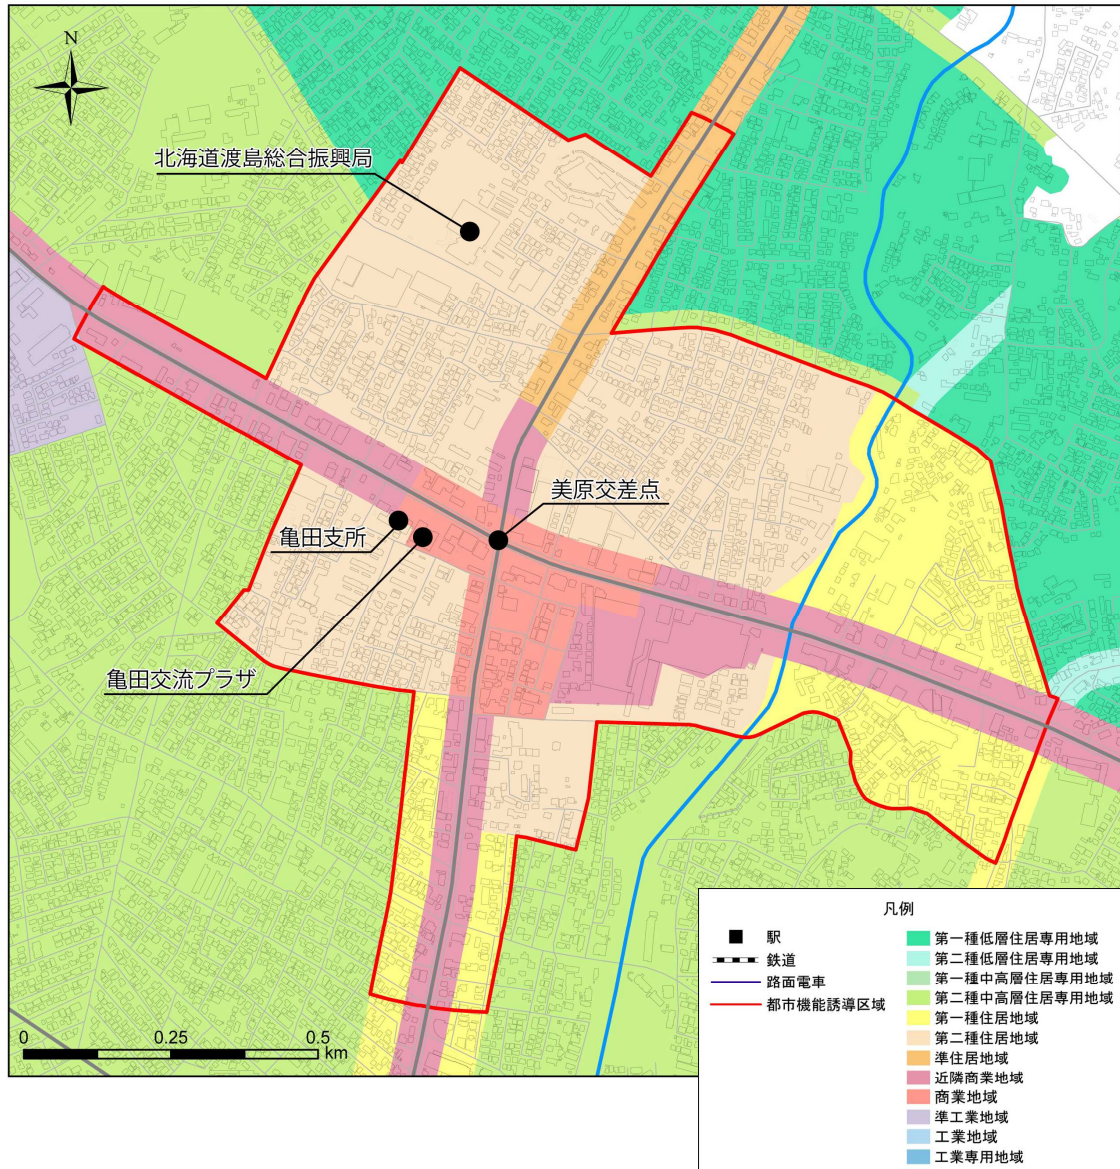 N
北海道渡島総合振興局
美原交差点
亀田支所
亀田交流プラザ
0 0.25 0.5
km
凡例
駅
鉄道
路面電車
都市機能誘導区域
第一種低層住居専用地域
第二種低層住居専用地域
第一種中高層住居専用地域
第二種中高層住居専用地域
第一種住居地域
第二種住居地域
準住居地域
近隣商業地域
商業地域
準工業地域
工業地域
工業専用地域